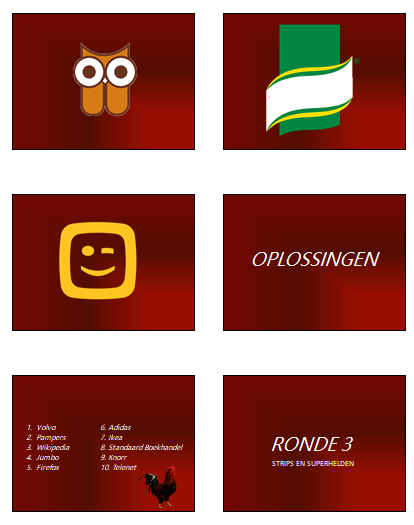 OPLOSSINGEN
1. Volvo
2. Pampers
3. Wikipedia
4. Jumbo
5. Firefox
6. Adidas
7. Ikea
8. Standaard Boekhandel
9. Knorr
10. Telenet
RONDE 3
STRIPS EN SUPERHELDEN